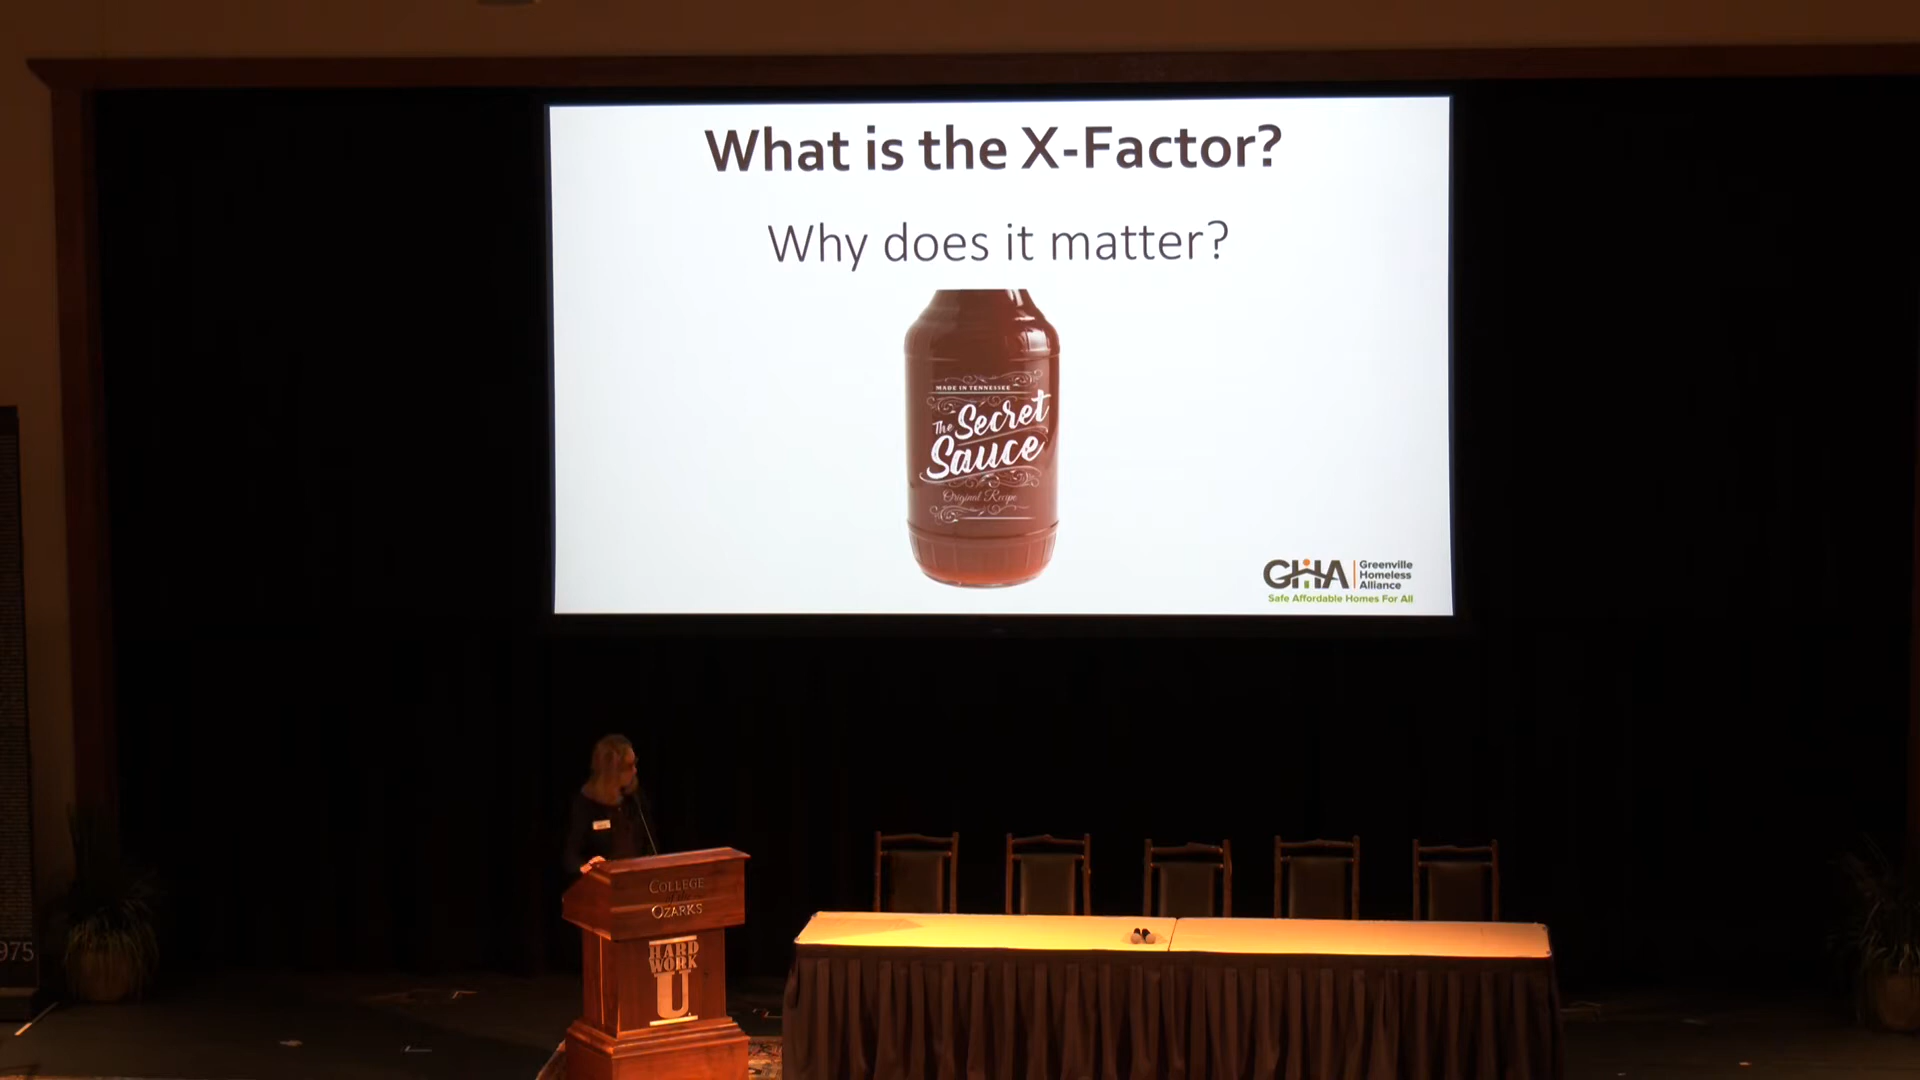 What is the X-Factor?
Why does it matter?
MADE IN TENNESSEE
The Secret
Sauce
Original Recipe
GHA
Greenville
Homeless
Alliance
Safe Affordable Homes For All
COLLEGE
OZARKS
HARD
WORK
U.
975